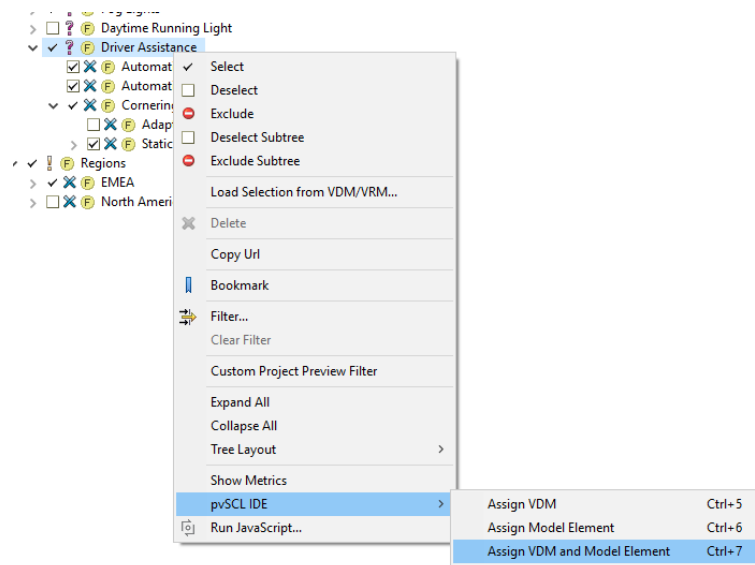 Daytime Running Light
Driver Assistance
Automat
Automat
Cornering
Adap
Static
Regions
EMEA
North Ameri
Select
Deselect
Exclude
Deselect Subtree
Exclude Subtree
Load Selection from VDM/VRM...
Delete
Copy Url
Bookmark
Filter...
Clear Filter
Custom Project Preview Filter
Expand All
Collapse All
Tree Layout
Show Metrics
pvSCL IDE
Run JavaScript...
Assign VDM Ctrl+5
Assign Model Element Ctrl+6
Assign VDM and Model Element Ctrl+7